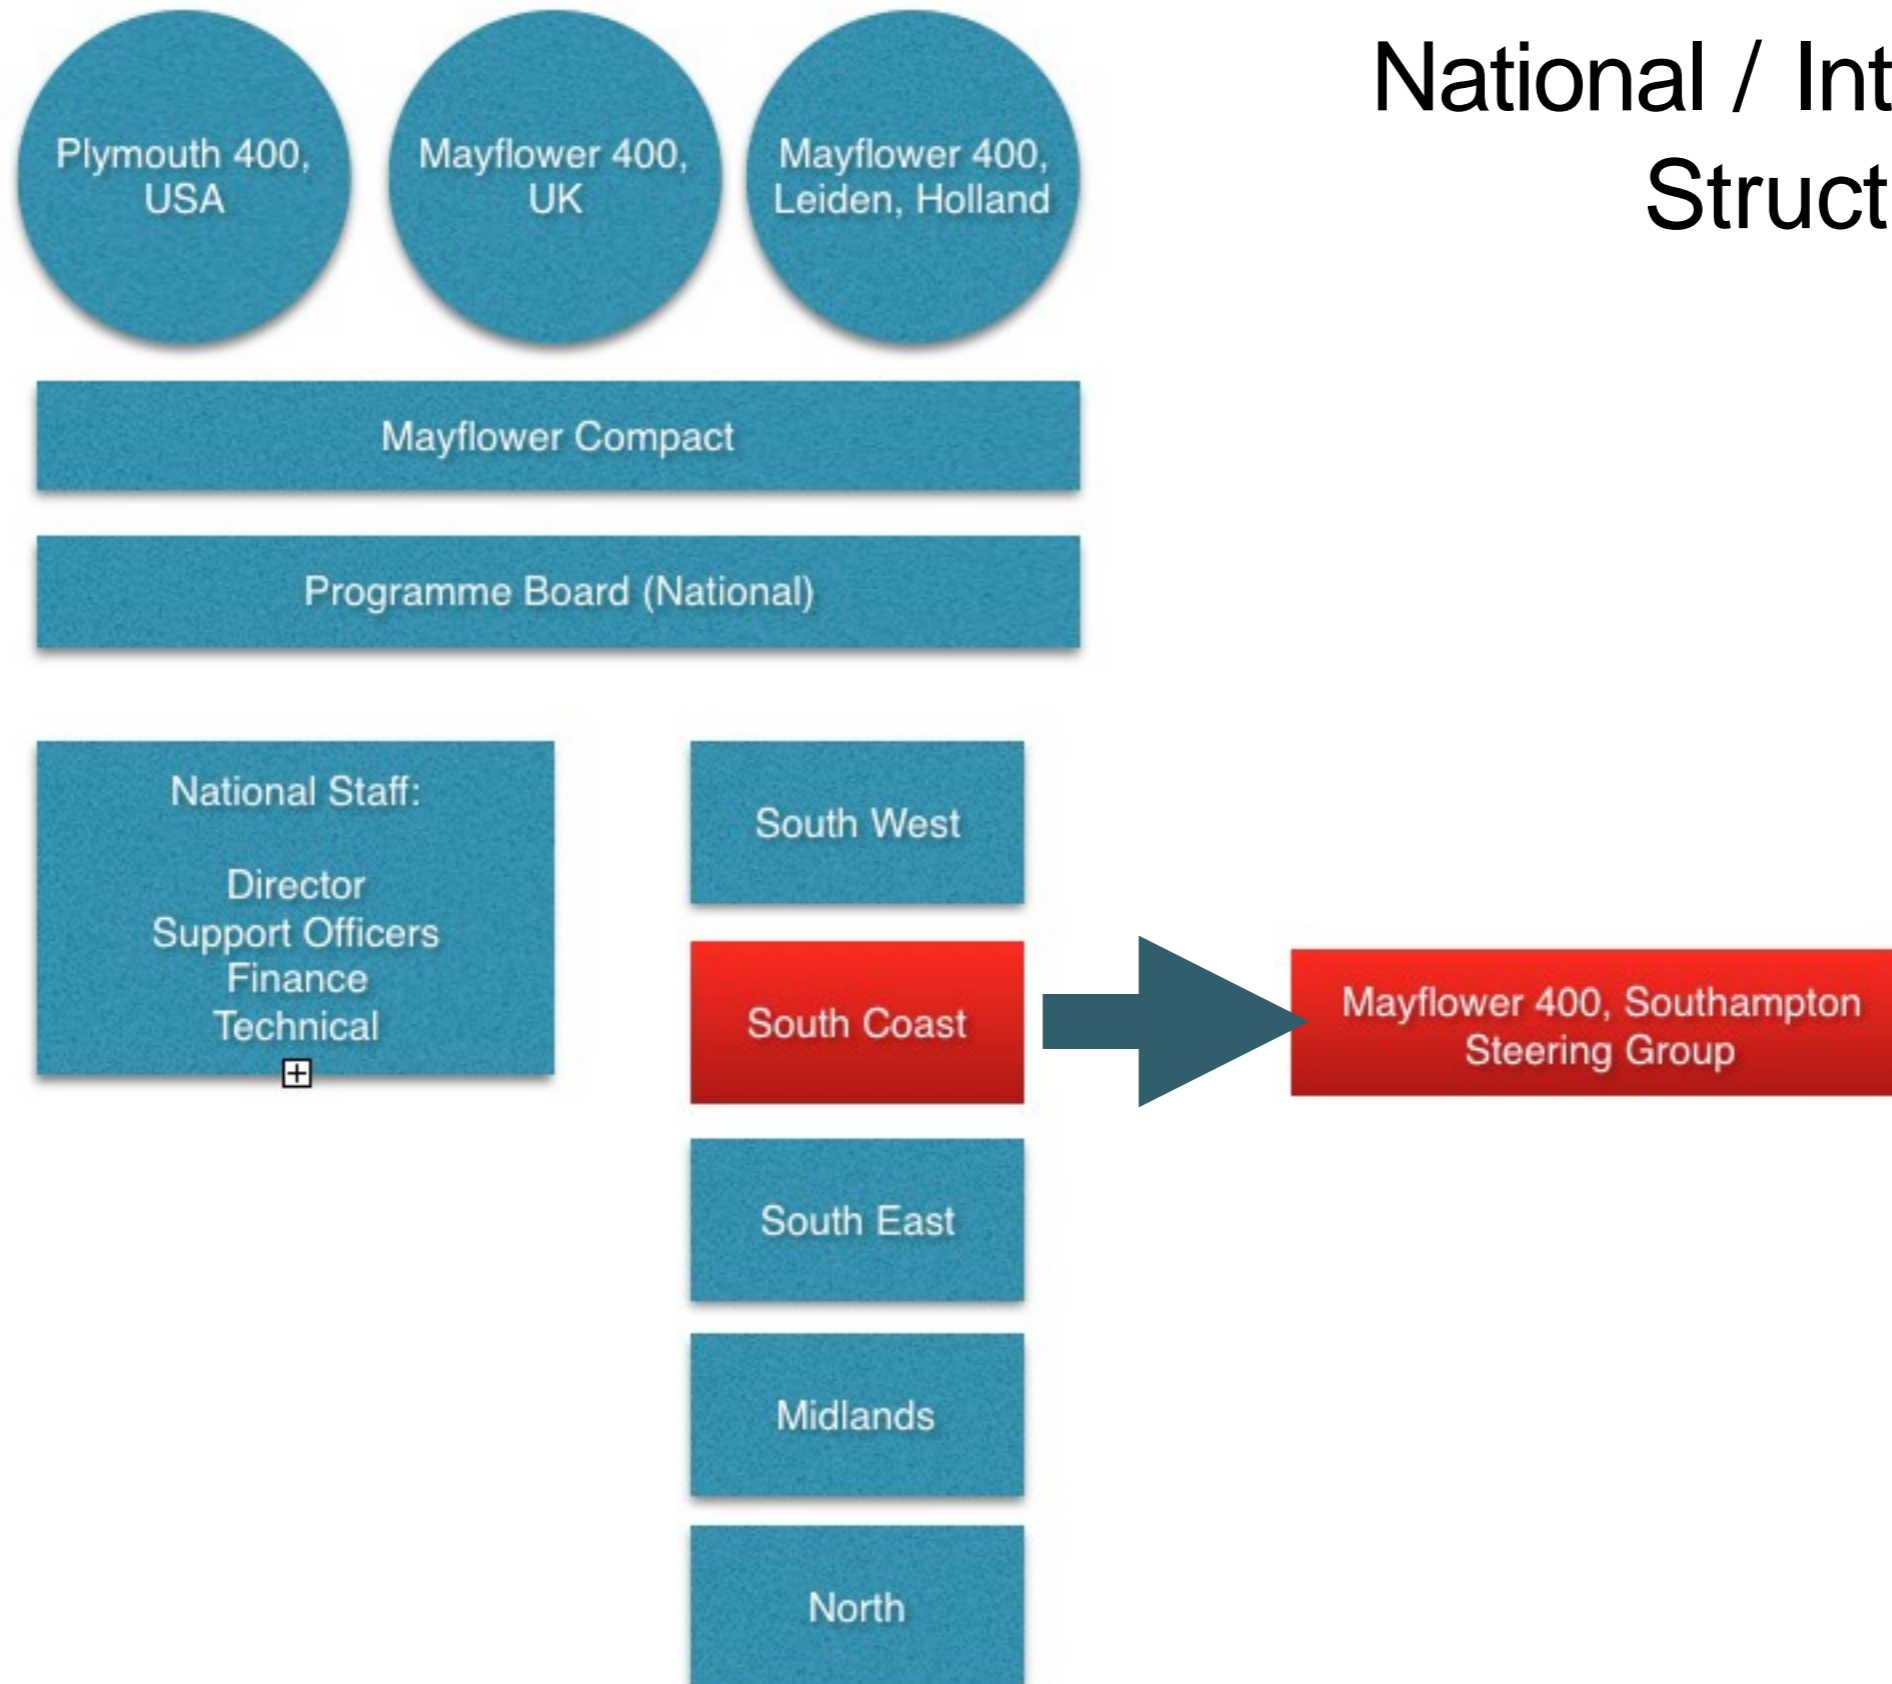 National / Int
Struct
Plymouth 400,
USA
Mayflower 400,
UK
Mayflower 400,
Leiden, Holland
Mayflower Compact
Programme Board (National)
National Staff:
Director
Support Officers
Finance
Technical
South West
South Coast
Mayflower 400, Southampton
Steering Group
South East
Midlands
North